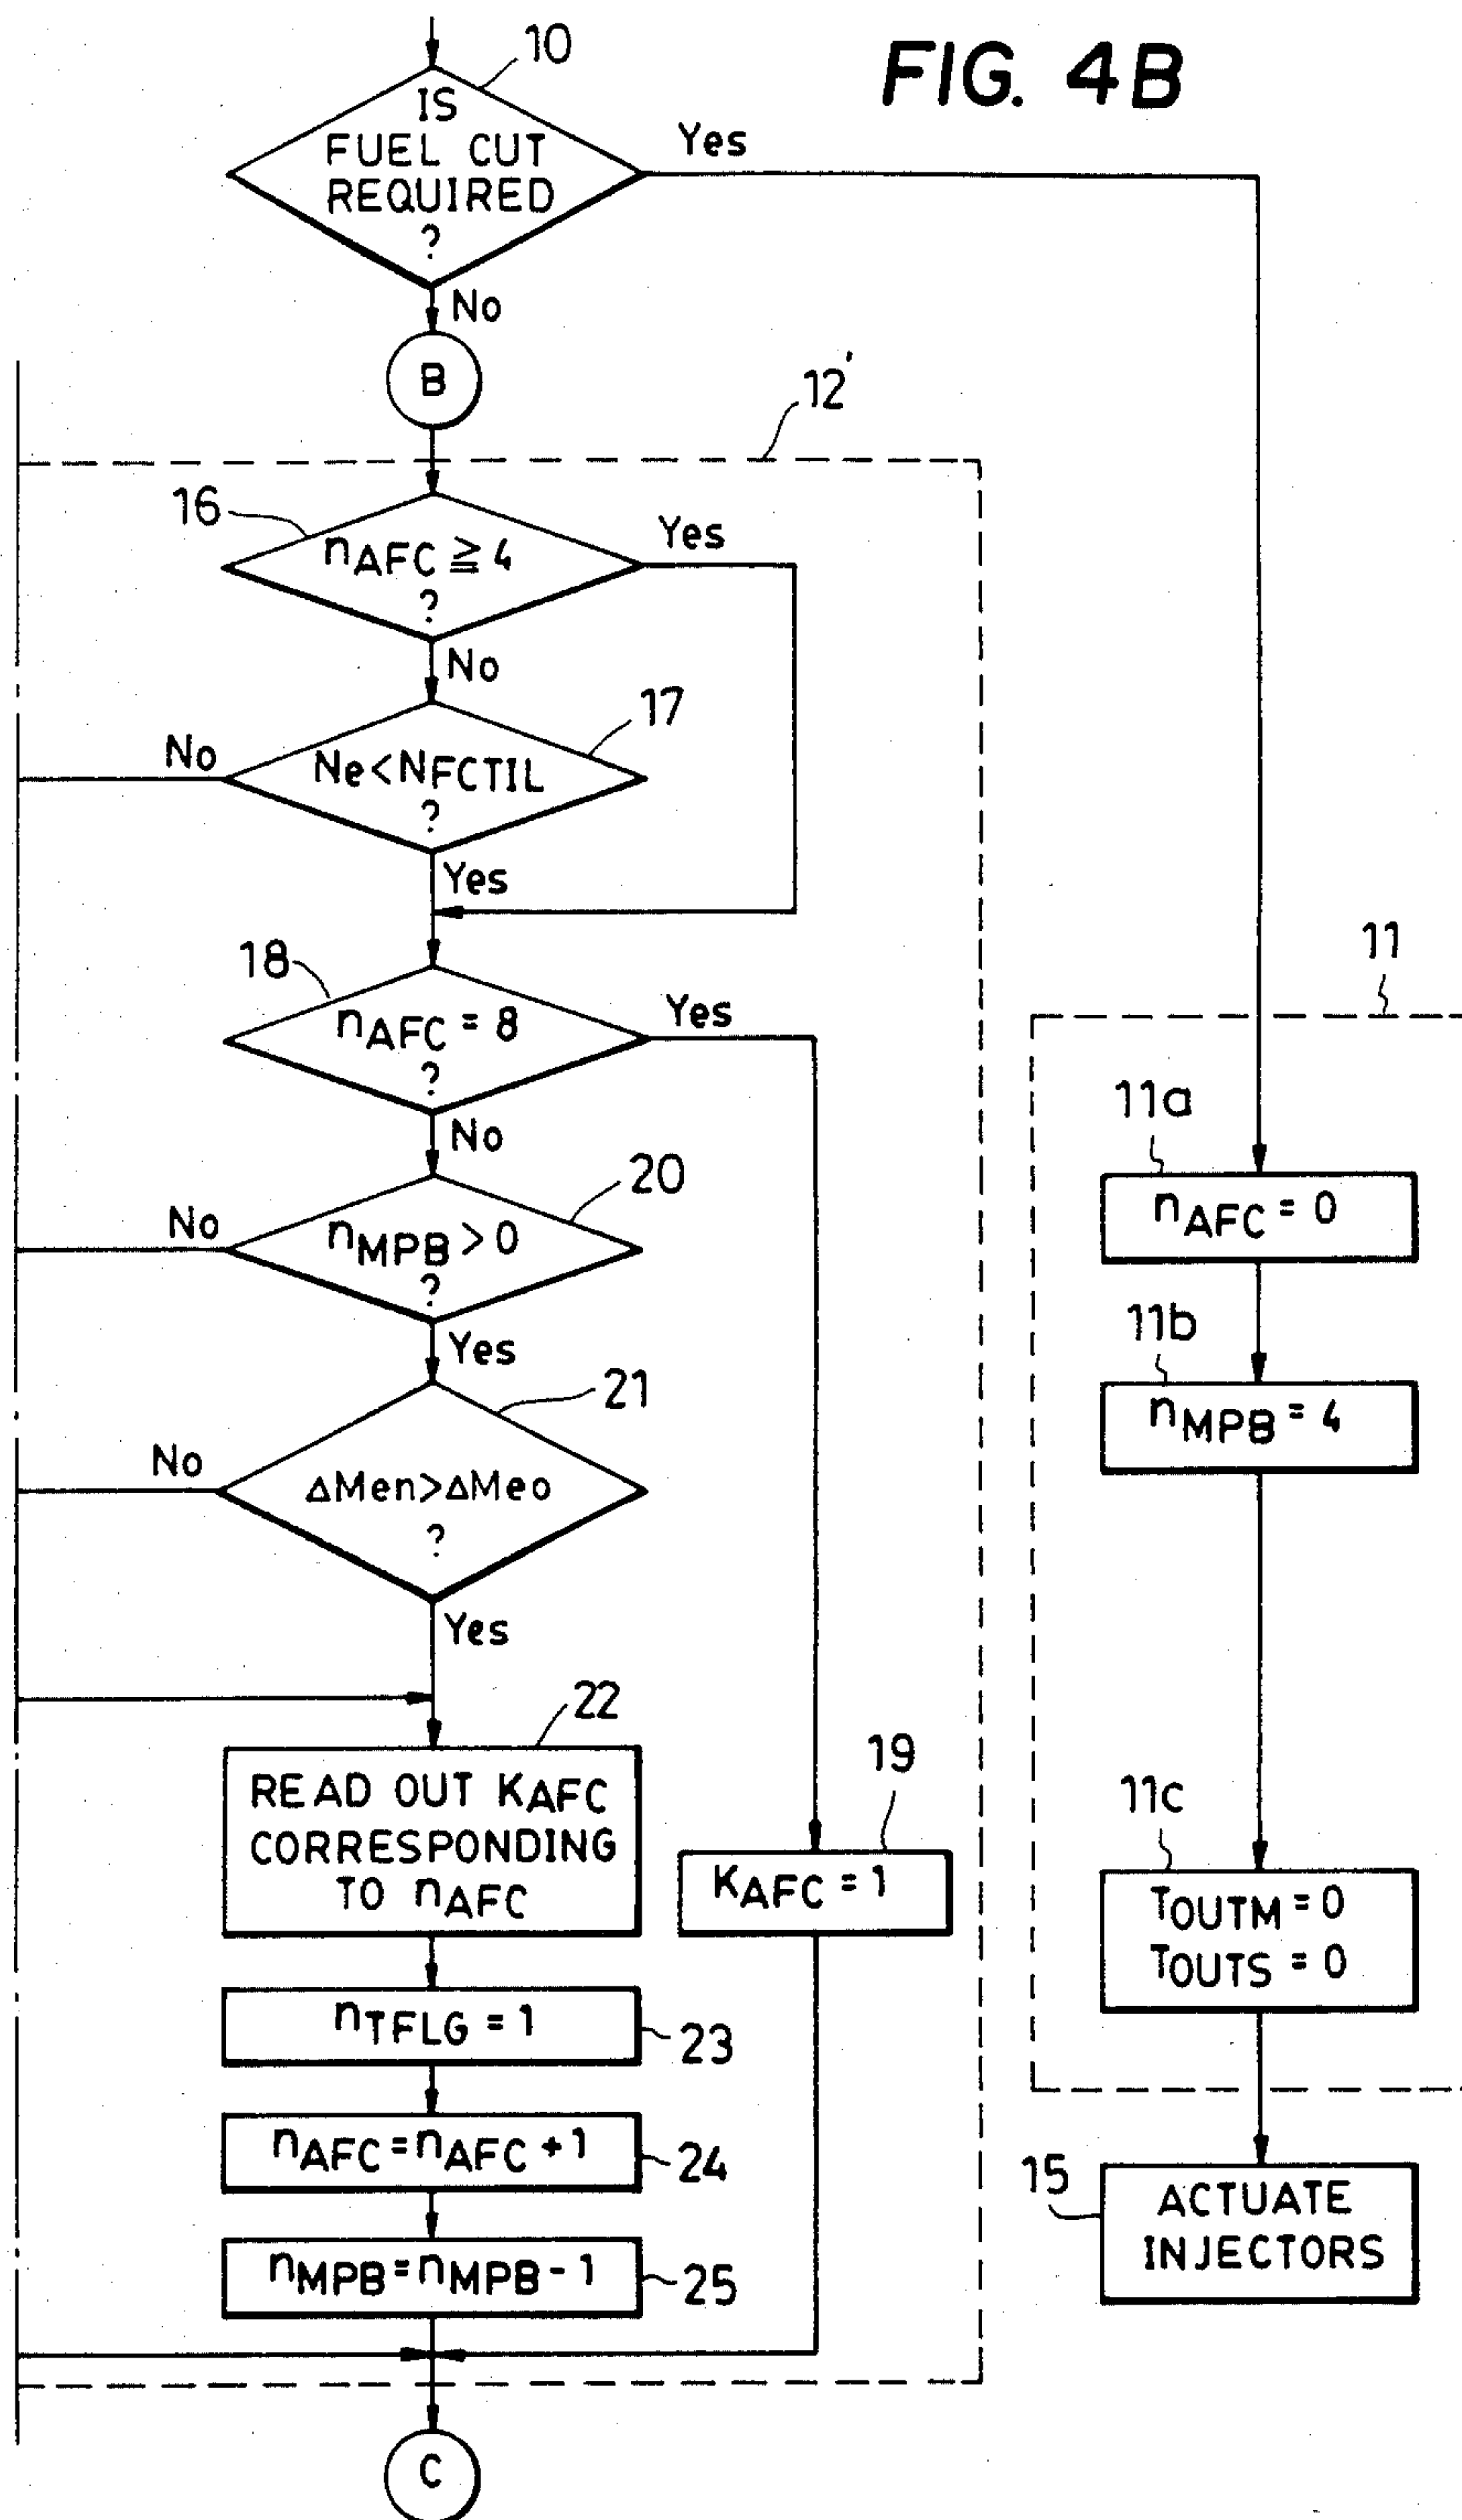 FIG. 4B
10
IS
FUEL CUT
REQUIRED
?
Yes
No
B
12'
16
nAFC ≧ 4
?
Yes
No
17
Ne<NFCTIL
?
No
Yes
18
nAFC = 8
?
Yes
No
20
nMPB > 0
?
No
Yes
21
ΔMen>ΔMeo
?
No
Yes
22
READ OUT KAFC
CORRESPONDING
TO nAFC
19
KAFC = 1
nTFLG = 1
23
nAFC = nAFC + 1
24
nMPB = nMPB - 1
25
C
11
11a
nAFC = 0
11b
nMPB = 4
11c
TOUTM = 0
TOUTS = 0
15
ACTUATE
INJECTORS